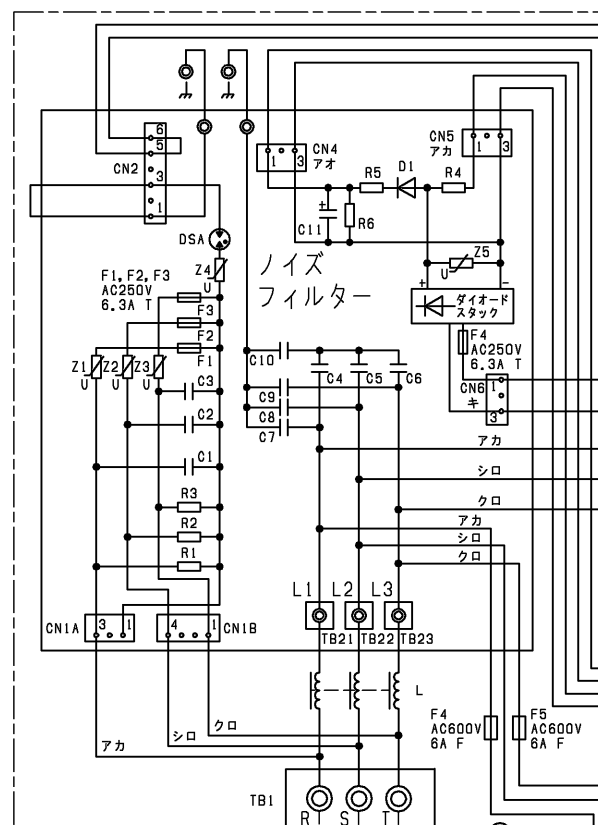 6
5
CN2
3
1
CN4
アオ
1 3
CN5
アカ
1 3
R5 D1 R4
+
C11 R6
DSA
Z4
U
Z5
U
ノイズ
フィルター
+ -
ダイオード
スタック
F1, F2, F3
AC250V
6.3A T
F3
F2
F1
F4
AC250V
6.3A T
CN6
キ
1
3
Z1 Z2 Z3
U U U
C10 C4 C5 C6
C3
C9
C8
C2
C7
アカ
C1
シロ
R3
クロ
アカ
R2
シロ
R1
クロ
L1 L2 L3
CN1A 3 1
4 1 CN1B
TB21 TB22 TB23
L
クロ
シロ
アカ
F4
AC600V
6A F
F5
AC600V
6A F
TB1
R S T